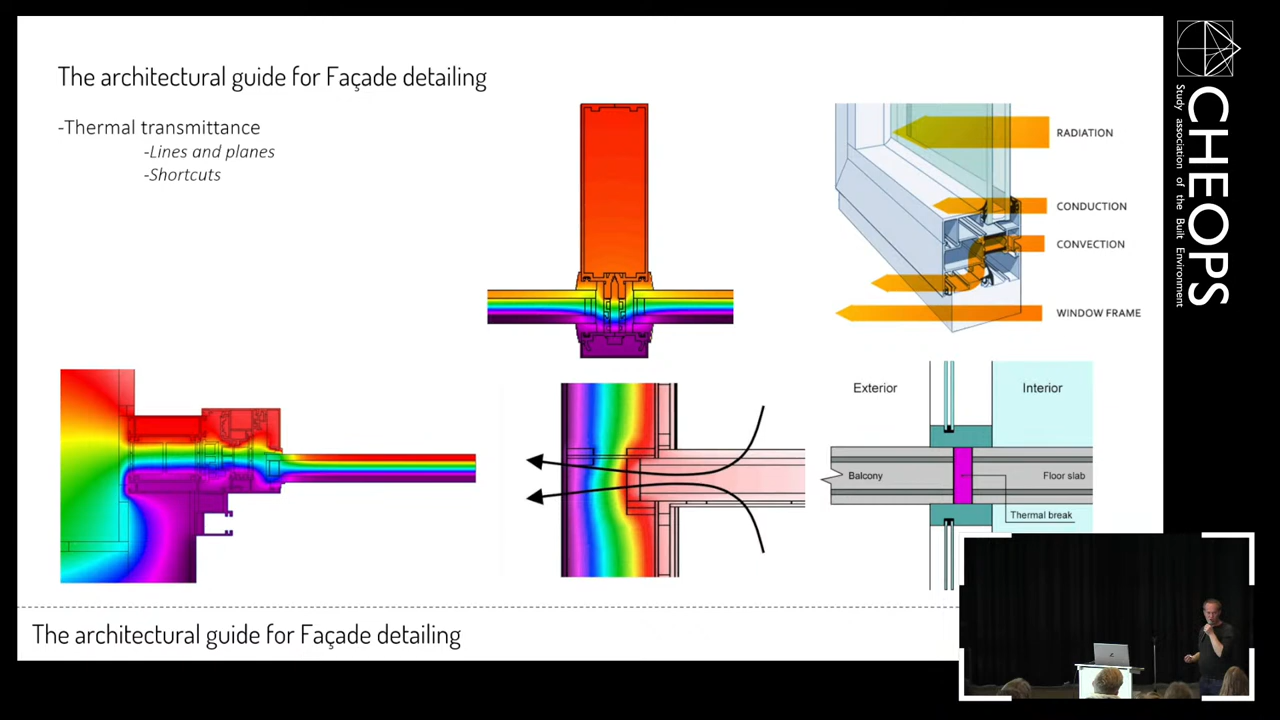 The architectural guide for Façade detailing
-Thermal transmittance
-Lines and planes
-Shortcuts
RADIATION
CONDUCTION
CONVECTION
WINDOW FRAME
Exterior
Interior
Balcony
Floor slab
Thermal break
The architectural guide for Façade detailing
CHEOPS
Study association of the Built Environment